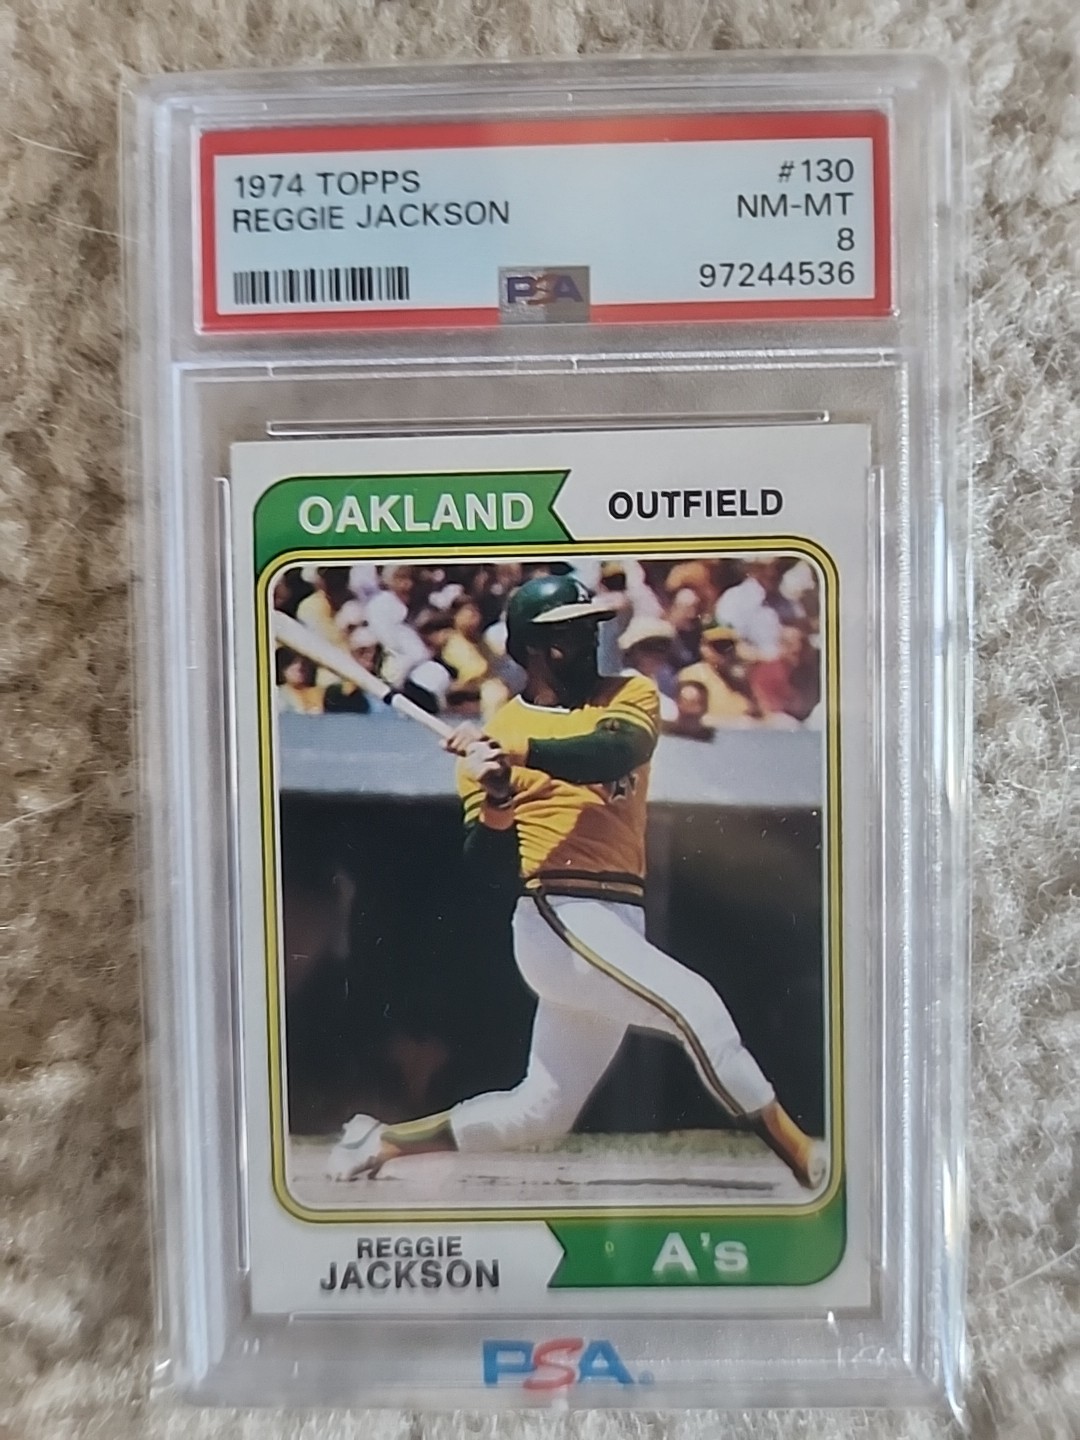 1974 TOPPS #130
REGGIE JACKSON NM-MT
8
PSA 97244536
OAKLAND OUTFIELD
REGGIE
JACKSON
A's
PSA